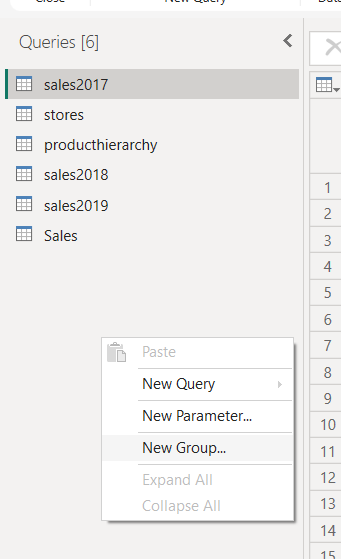 Close
New Query
Data
Queries [6]
sales2017
stores
producthierarchy
sales2018
sales2019
Sales
Paste
New Query
New Parameter...
New Group...
Expand All
Collapse All
1
2
3
4
5
6
7
8
9
10
11
12
13
14